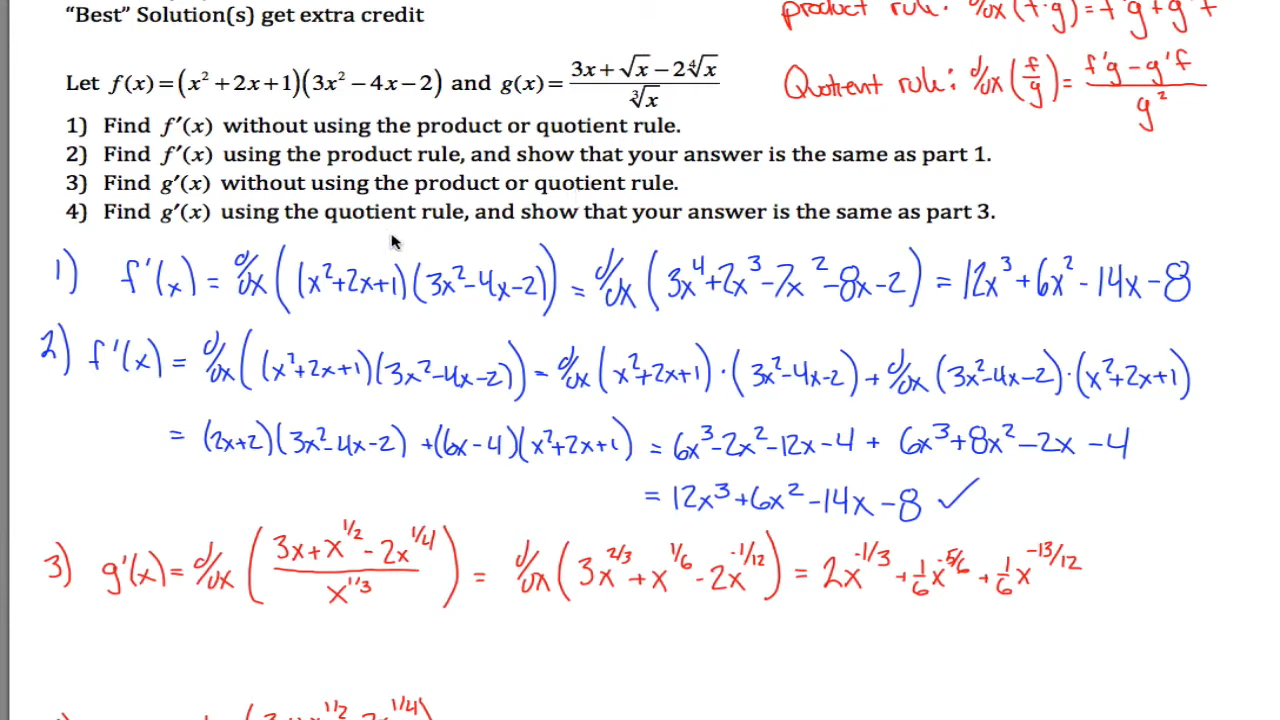 "Best" Solution(s) get extra credit
product rule: d/dx (f·g) = f'g + g'f
Let f(x) = (x² + 2x + 1)(3x² − 4x − 2) and g(x) = (3x + √x − 2∜x) / ∛x
Quotient rule: d/dx (f/g) = (f'g − g'f) / g²
1) Find f′(x) without using the product or quotient rule.
2) Find f′(x) using the product rule, and show that your answer is the same as part 1.
3) Find g′(x) without using the product or quotient rule.
4) Find g′(x) using the quotient rule, and show that your answer is the same as part 3.
1) f'(x) = d/dx ((x²+2x+1)(3x²-4x-2)) = d/dx (3x⁴+2x³-7x²-8x-2) = 12x³+6x²-14x-8
2) f'(x) = d/dx ((x²+2x+1)(3x²-4x-2)) = d/dx (x²+2x+1)·(3x²-4x-2) + d/dx (3x²-4x-2)·(x²+2x+1)
= (2x+2)(3x²-4x-2) + (6x-4)(x²+2x+1) = 6x³-2x²-12x-4 + 6x³+8x²-2x-4
= 12x³+6x²-14x-8 ✓
3) g'(x) = d/dx ((3x+x^1/2-2x^1/4) / x^1/3) = d/dx (3x^2/3+x^1/6-2x^-1/12) = 2x^-1/3 + 1/6 x^-5/6 + 1/6 x^-13/12